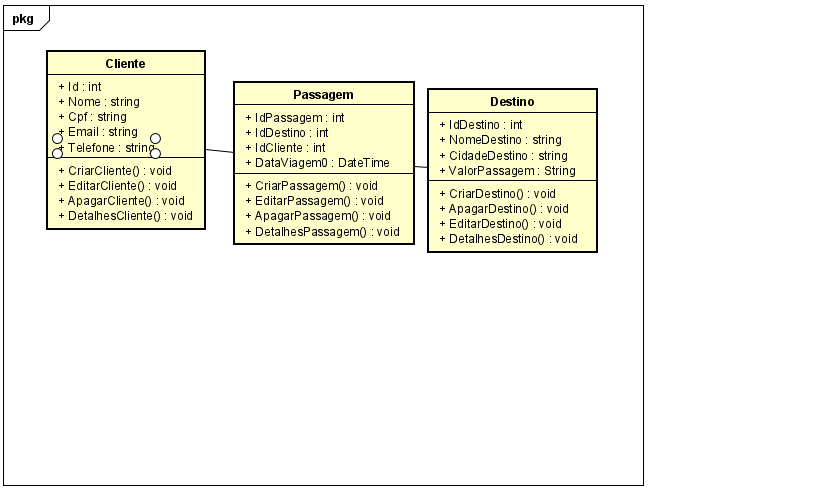 pkg
Cliente
+ Id : int
+ Nome : string
+ Cpf : string
+ Email : string
+ Telefone : string
+ CriarCliente() : void
+ EditarCliente() : void
+ ApagarCliente() : void
+ DetalhesCliente() : void
Passagem
+ IdPassagem : int
+ IdDestino : int
+ IdCliente : int
+ DataViagem0 : DateTime
+ CriarPassagem() : void
+ EditarPassagem() : void
+ ApagarPassagem() : void
+ DetalhesPassagem() : void
Destino
+ IdDestino : int
+ NomeDestino : string
+ CidadeDestino : string
+ ValorPassagem : String
+ CriarDestino() : void
+ ApagarDestino() : void
+ EditarDestino() : void
+ DetalhesDestino() : void